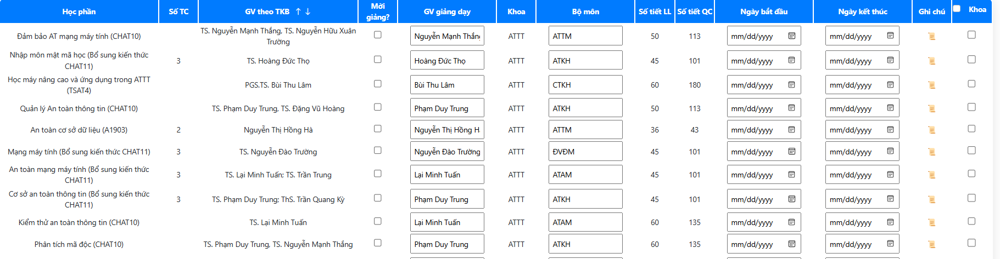 Học phần Số TC GV theo TKB ↑ ↓ Mời giảng? GV giảng dạy Khoa Bộ môn Số tiết LL Số tiết QC Ngày bắt đầu Ngày kết thúc Ghi chú Khoa
Đảm bảo AT mạng máy tính (CHAT10) TS. Nguyễn Mạnh Thắng, TS. Nguyễn Hữu Xuân Trường Nguyễn Mạnh Thắng ATTT ATTM 50 113 mm/dd/yyyy mm/dd/yyyy
Nhập môn mật mã học (Bổ sung kiến thức CHAT11) 3 TS. Hoàng Đức Thọ Hoàng Đức Thọ ATTT ATKH 45 101 mm/dd/yyyy mm/dd/yyyy
Học máy nâng cao và ứng dụng trong ATTT (TSAT4) PGS.TS. Bùi Thu Lâm Bùi Thu Lâm ATTT CTKH 60 180 mm/dd/yyyy mm/dd/yyyy
Quản lý An toàn thông tin (CHAT10) TS. Phạm Duy Trung, TS. Đặng Vũ Hoàng Phạm Duy Trung ATTT ATKH 50 113 mm/dd/yyyy mm/dd/yyyy
An toàn cơ sở dữ liệu (A1903) 2 Nguyễn Thị Hồng Hà Nguyễn Thị Hồng H ATTT ATTM 36 43 mm/dd/yyyy mm/dd/yyyy
Mạng máy tính (Bổ sung kiến thức CHAT11) 3 TS. Nguyễn Đào Trường Nguyễn Đào Trường ATTT ĐVĐM 45 101 mm/dd/yyyy mm/dd/yyyy
An toàn mạng máy tính (Bổ sung kiến thức CHAT11) 3 TS. Lại Minh Tuấn; TS. Trần Trung Lại Minh Tuấn ATTT ATAM 45 101 mm/dd/yyyy mm/dd/yyyy
Cơ sở an toàn thông tin (Bổ sung kiến thức CHAT11) 3 TS. Phạm Duy Trung; ThS. Trần Quang Kỳ Phạm Duy Trung ATTT ATKH 45 101 mm/dd/yyyy mm/dd/yyyy
Kiểm thử an toàn thông tin (CHAT10) TS. Lại Minh Tuấn Lại Minh Tuấn ATTT ATAM 60 135 mm/dd/yyyy mm/dd/yyyy
Phân tích mã độc (CHAT10) TS. Phạm Duy Trung, TS. Nguyễn Mạnh Thắng Phạm Duy Trung ATTT ATKH 60 135 mm/dd/yyyy mm/dd/yyyy